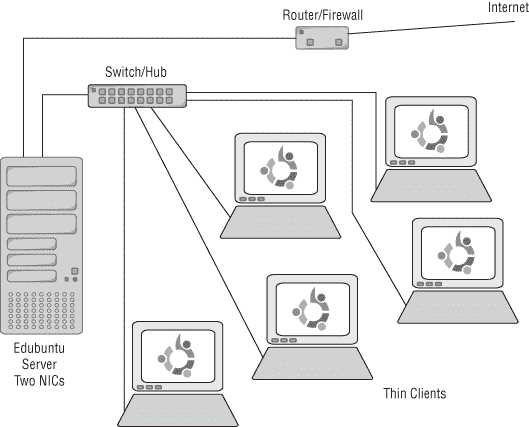 Internet
Router/Firewall
Switch/Hub
Edubuntu
Server
Two NICs
Thin Clients